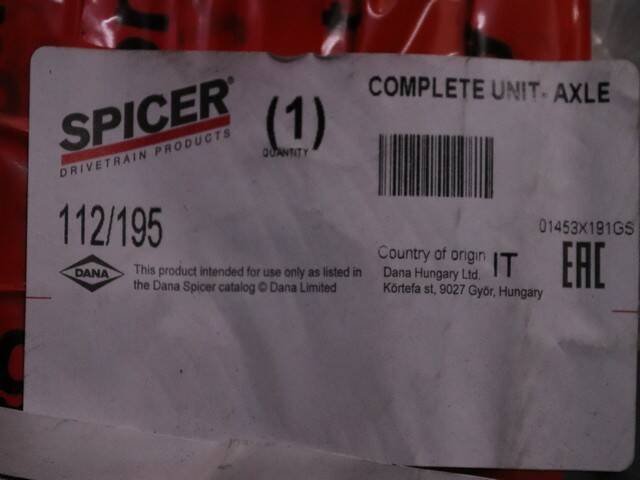 SPICER®
DRIVETRAIN PRODUCTS
(1)
QUANTITY
COMPLETE UNIT- AXLE
112/195
01453X191GS
DANA
This product intended for use only as listed in
the Dana Spicer catalog © Dana Limited
Country of origin IT
Dana Hungary Ltd.
Körtefa st, 9027 Györ, Hungary
EAC